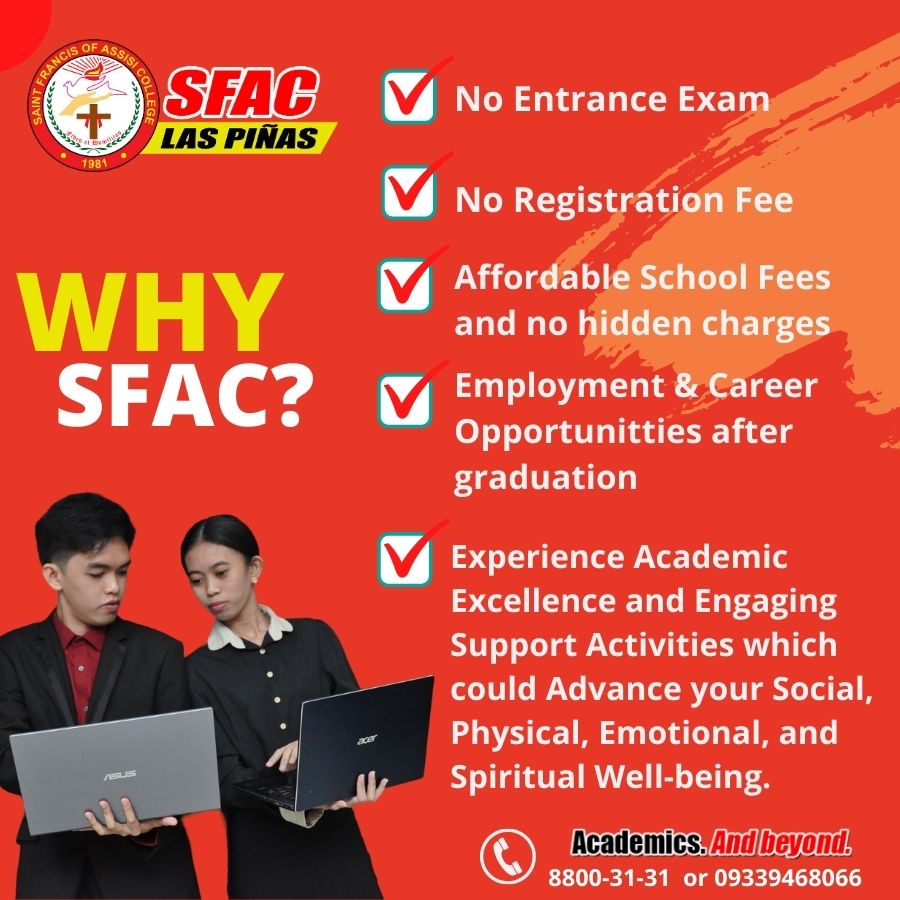 SAINT FRANCIS OF ASSISI COLLEGE
Fides et Humilitas
1981
SFAC
LAS PIÑAS
WHY
SFAC?
No Entrance Exam
No Registration Fee
Affordable School Fees
and no hidden charges
Employment & Career
Opportunitties after
graduation
Experience Academic
Excellence and Engaging
Support Activities which
could Advance your Social,
Physical, Emotional, and
Spiritual Well-being.
ASUS
acer
Academics. And beyond.
8800-31-31 or 09339468066